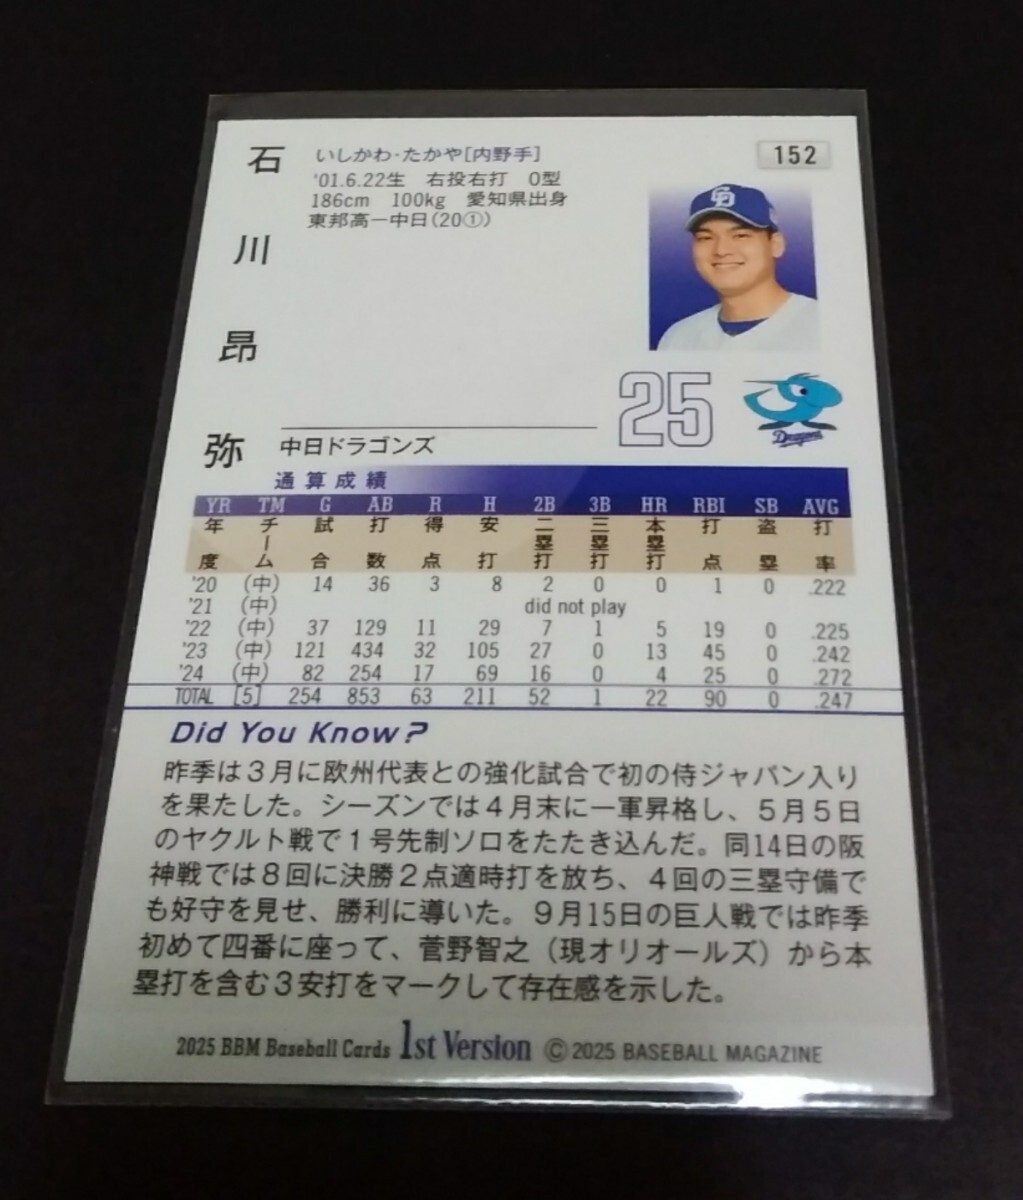 石川昂弥
いしかわ・たかや[内野手]
'01.6.22生 右投右打 O型
186cm 100kg 愛知県出身
東邦高ー中日(20①)
152
CD
25
Dragons
中日ドラゴンズ
通算成績
YR TM G AB R H 2B 3B HR RBI SB AVG
年度 チーム 試合 打数 得点 安打 二塁打 三塁打 本塁打 打点 盗塁 打率
'20 (中) 14 36 3 8 2 0 0 1 0 .222
'21 (中) did not play
'22 (中) 37 129 11 29 7 1 5 19 0 .225
'23 (中) 121 434 32 105 27 0 13 45 0 .242
'24 (中) 82 254 17 69 16 0 4 25 0 .272
TOTAL [5] 254 853 63 211 52 1 22 90 0 .247
Did You Know?
昨季は3月に欧州代表との強化試合で初の侍ジャパン入り
を果たした。シーズンでは4月末に一軍昇格し、5月5日
のヤクルト戦で1号先制ソロをたたき込んだ。同14日の阪
神戦では8回に決勝2点適時打を放ち、4回の三塁守備で
も好守を見せ、勝利に導いた。9月15日の巨人戦では昨季
初めて四番に座って、菅野智之（現オリオールズ）から本
塁打を含む3安打をマークして存在感を示した。
2025 BBM Baseball Cards 1st Version © 2025 BASEBALL MAGAZINE